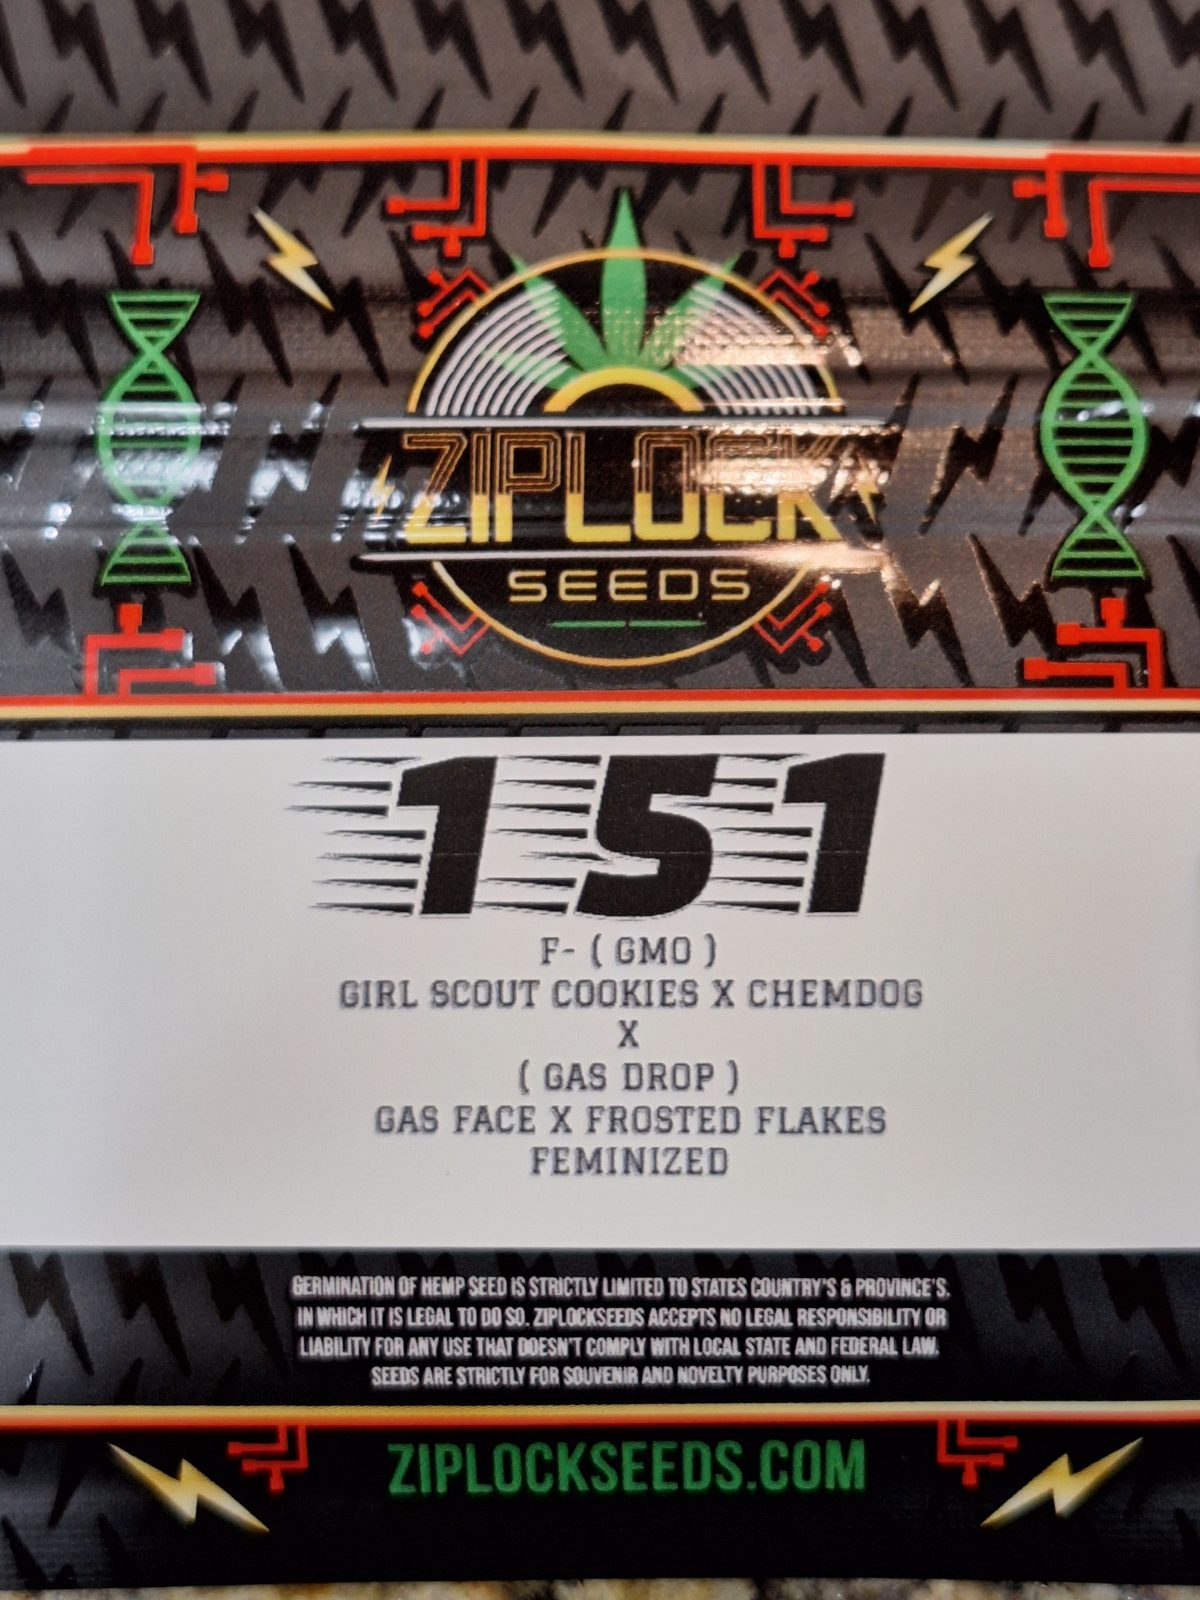 ZIPLOCK
SEEDS
151
F- ( GMO )
GIRL SCOUT COOKIES X CHEMDOG
X
( GAS DROP )
GAS FACE X FROSTED FLAKES
FEMINIZED
GERMINATION OF HEMP SEED IS STRICTLY LIMITED TO STATES COUNTRY'S & PROVINCE'S.
IN WHICH IT IS LEGAL TO DO SO. ZIPLOCKSEEDS ACCEPTS NO LEGAL RESPONSIBILITY OR
LIABILITY FOR ANY USE THAT DOESN'T COMPLY WITH LOCAL STATE AND FEDERAL LAW.
SEEDS ARE STRICTLY FOR SOUVENIR AND NOVELTY PURPOSES ONLY.
ZIPLOCKSEEDS.COM